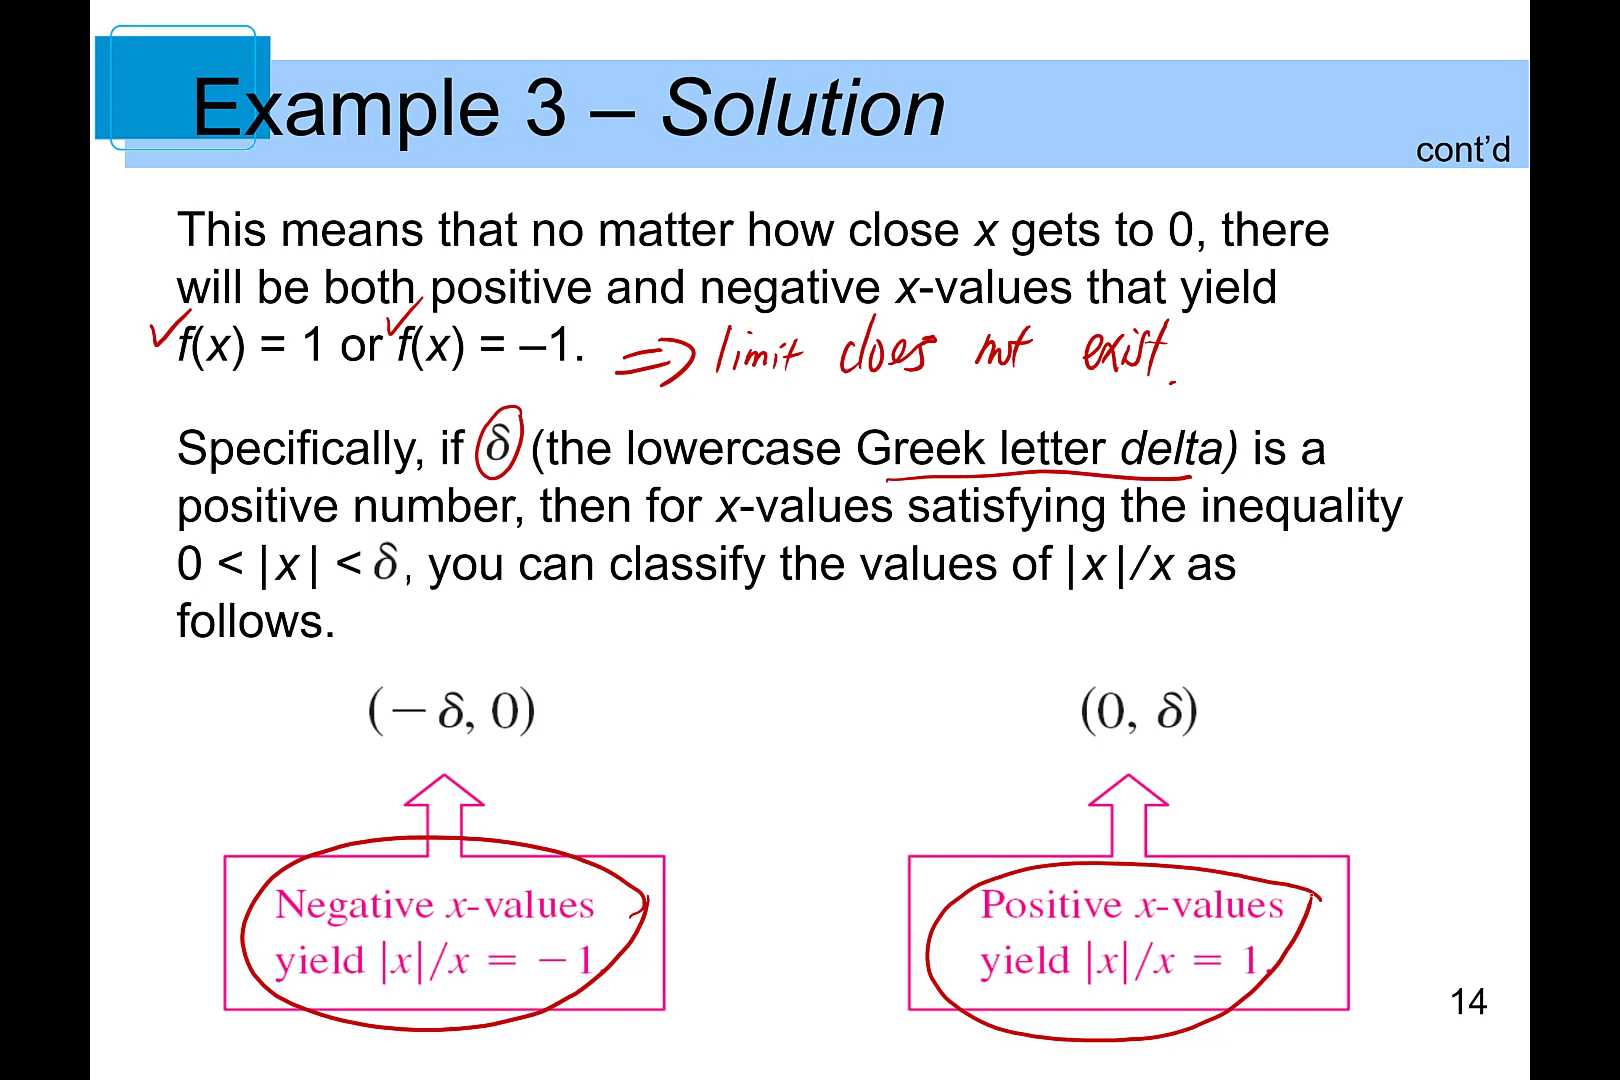 Example 3 – Solution
cont’d
This means that no matter how close x gets to 0, there
will be both positive and negative x-values that yield
f(x) = 1 or f(x) = –1. ⇒ limit does not exist.
Specifically, if δ (the lowercase Greek letter delta) is a
positive number, then for x-values satisfying the inequality
0 < |x| < δ, you can classify the values of |x|/x as
follows.
(−δ, 0)
(0, δ)
Negative x-values
yield |x|/x = −1.
Positive x-values
yield |x|/x = 1.
14